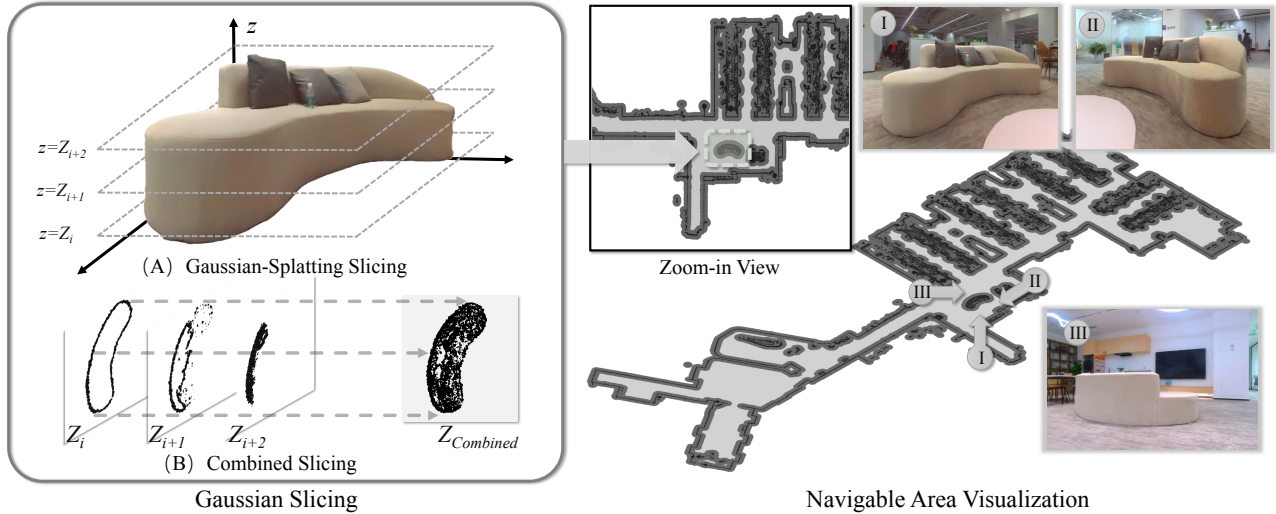 z
z=Z_{i+2}
z=Z_{i+1}
z=Z_i
(A) Gaussian-Splatting Slicing
Z_i
Z_{i+1}
Z_{i+2}
Z_{Combined}
(B) Combined Slicing
Gaussian Slicing
Zoom-in View
I
II
III
II
I
III
Navigable Area Visualization